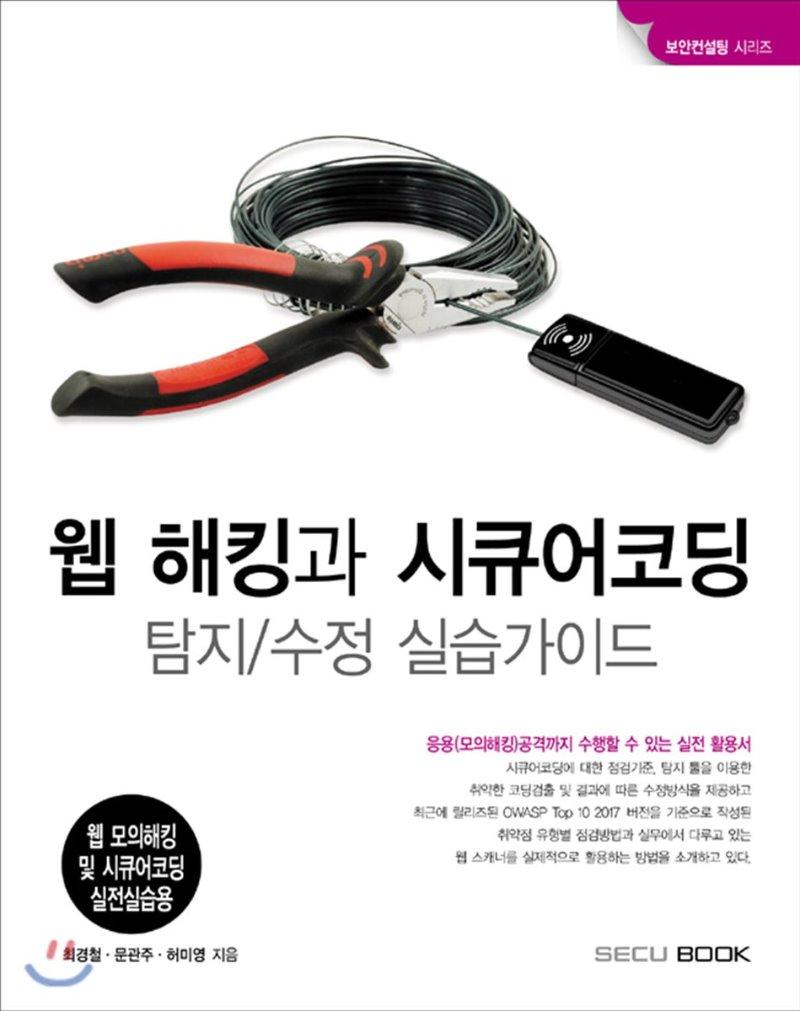 보안컨설팅 시리즈
웹 해킹과 시큐어코딩
탐지/수정 실습가이드
응용(모의해킹)공격까지 수행할 수 있는 실전 활용서
시큐어코딩에 대한 점검기준, 탐지 툴을 이용한
취약한 코딩검출 및 결과에 따른 수정방식을 제공하고
최근에 릴리즈된 OWASP Top 10 2017 버전을 기준으로 작성된
취약점 유형별 점검방법과 실무에서 다루고 있는
웹 스캐너를 실제적으로 활용하는 방법을 소개하고 있다.
웹 모의해킹
및 시큐어코딩
실전실습용
최경철 · 문관주 · 허미영 지음
SECU BOOK